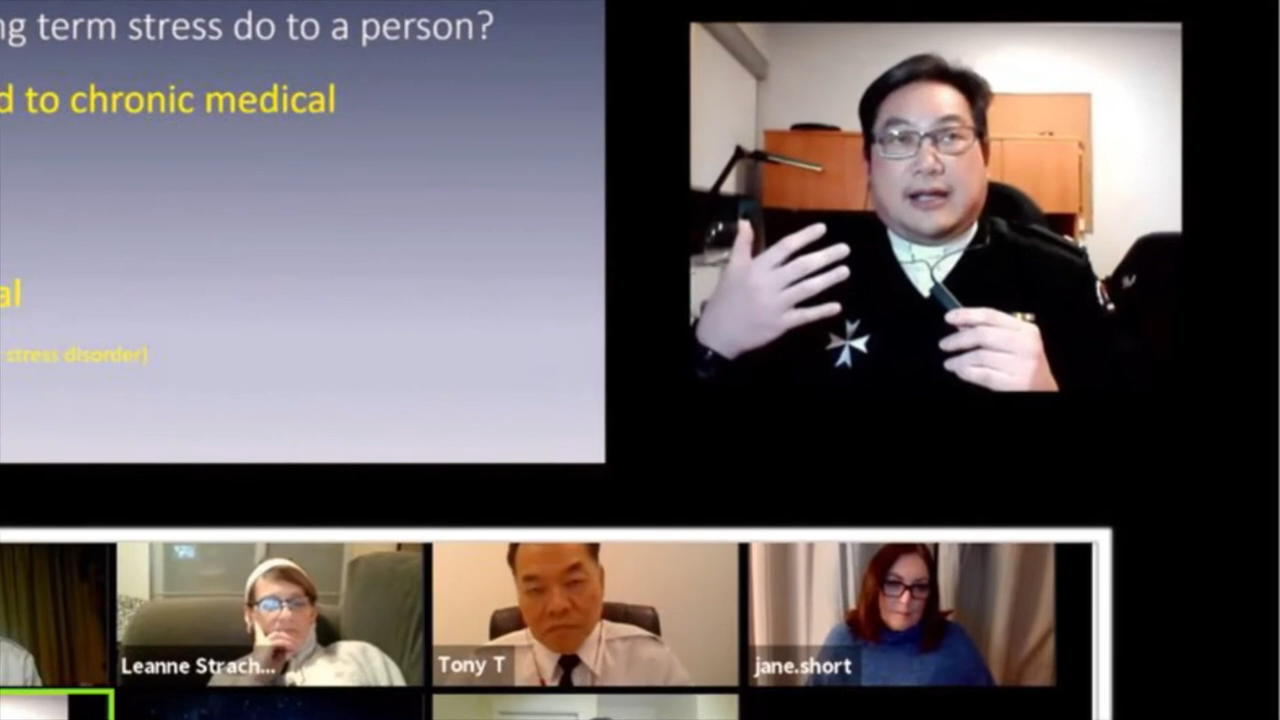 ng term stress do to a person?
d to chronic medical
al
stress disorder)
Leanne Strach...
Tony T
jane.short